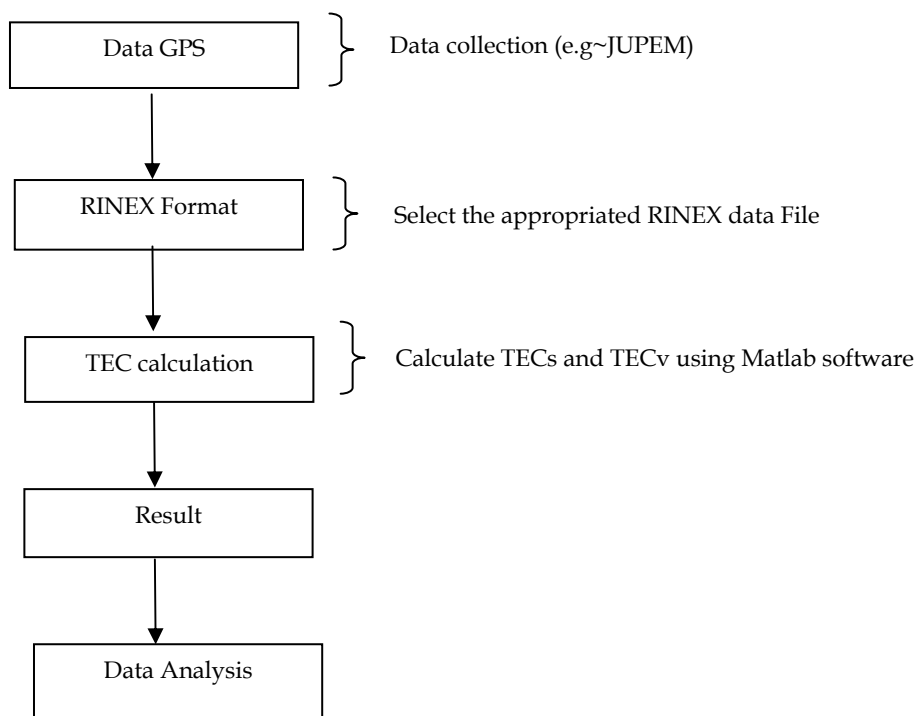 Data GPS
Data collection (e.g~JUPEM)
RINEX Format
Select the appropriated RINEX data File
TEC calculation
Calculate TECs and TECv using Matlab software
Result
Data Analysis